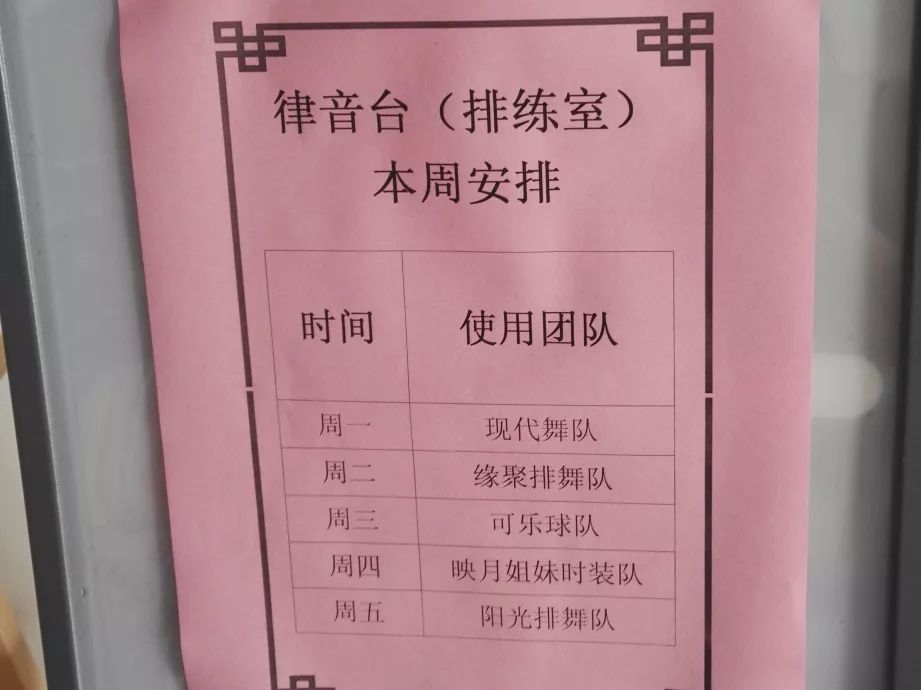 律音台（排练室）
本周安排
时间 使用团队
周一 现代舞队
周二 缘聚排舞队
周三 可乐球队
周四 映月姐妹时装队
周五 阳光排舞队